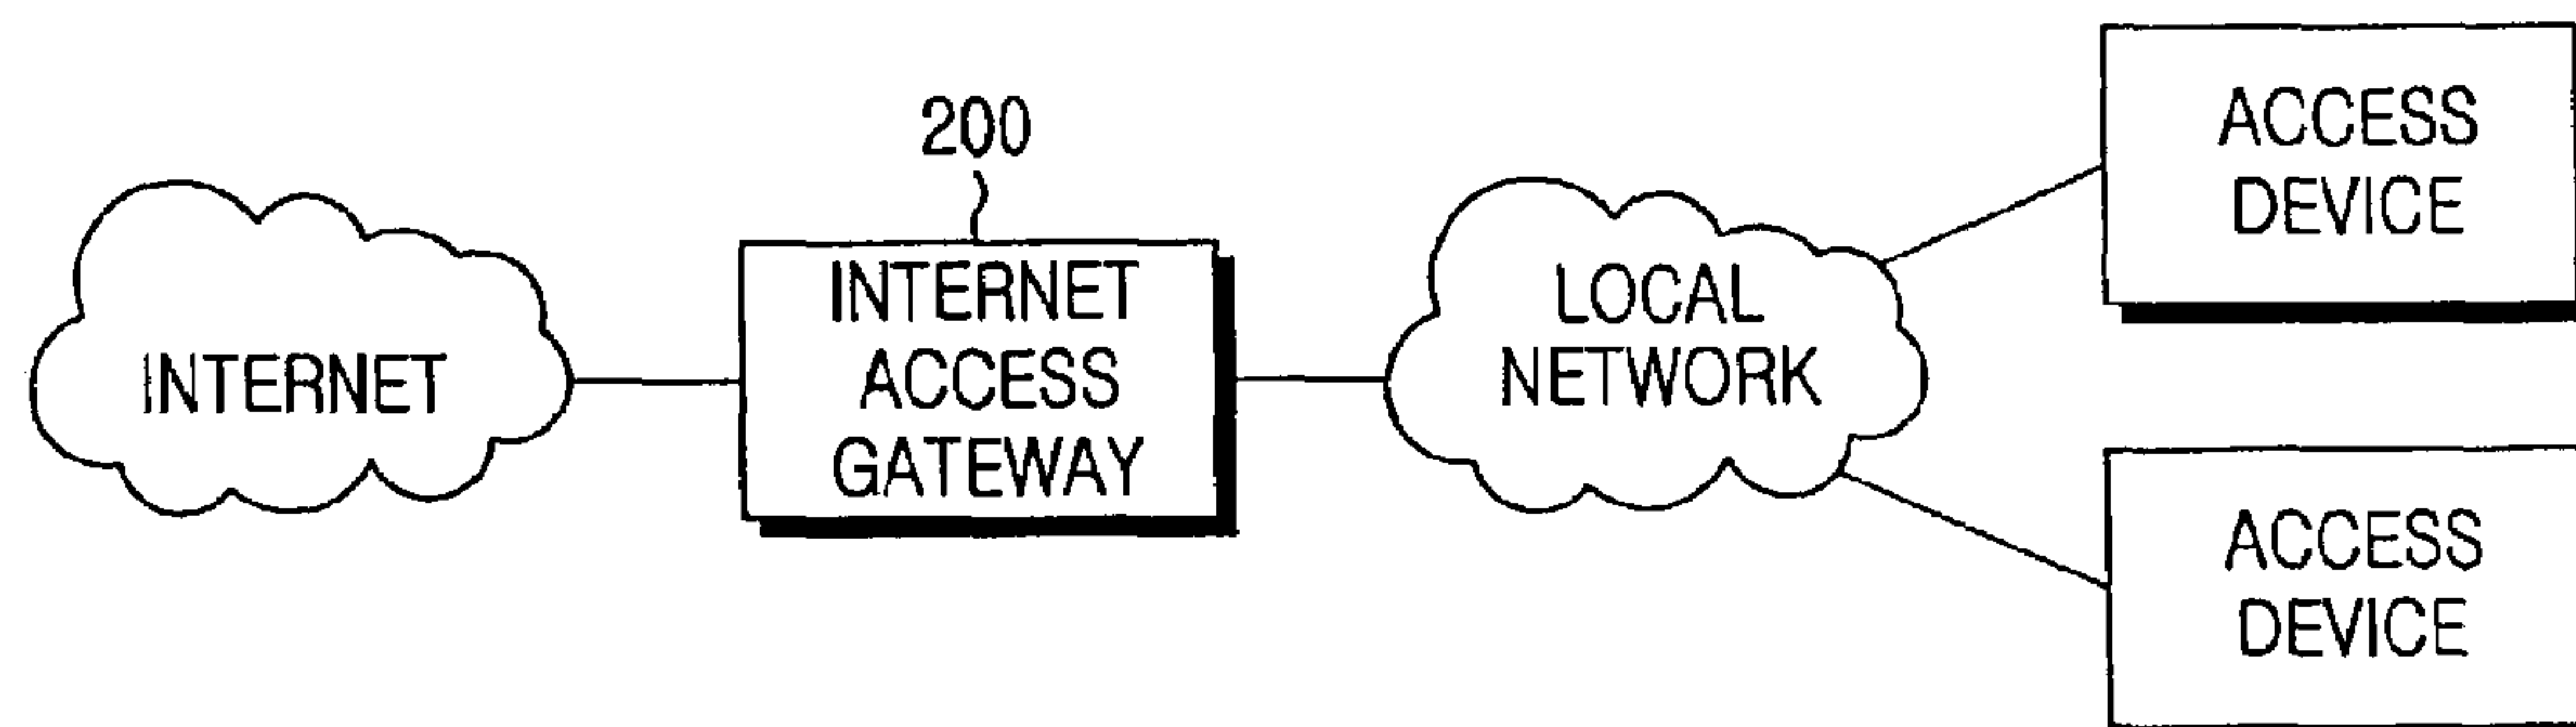 200
INTERNET
INTERNET
ACCESS
GATEWAY
LOCAL
NETWORK
ACCESS
DEVICE
ACCESS
DEVICE